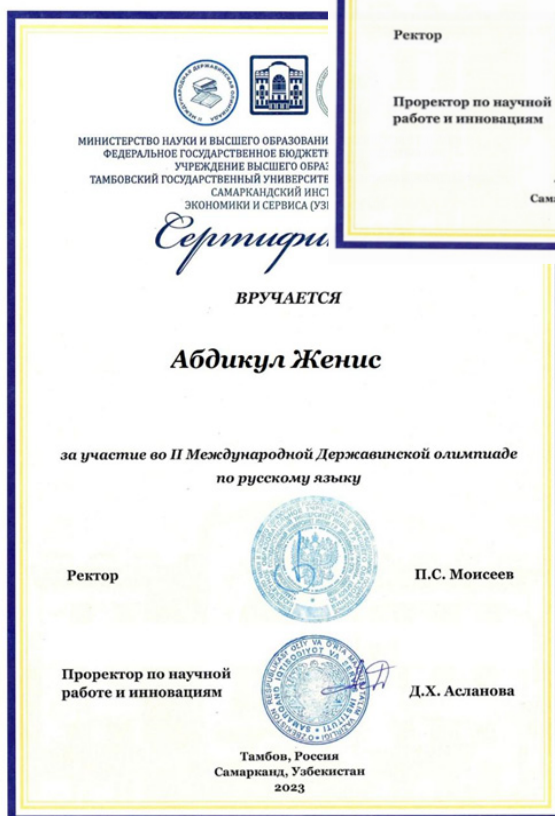 МИНИСТЕРСТВО НАУКИ И ВЫСШЕГО ОБРАЗОВАНИ
ФЕДЕРАЛЬНОЕ ГОСУДАРСТВЕННОЕ БЮДЖЕТН
УЧРЕЖДЕНИЕ ВЫСШЕГО ОБРАЗ
ТАМБОВСКИЙ ГОСУДАРСТВЕННЫЙ УНИВЕРСИТЕ
САМАРКАНДСКИЙ ИНС
ЭКОНОМИКИ И СЕРВИСА (УЗ
Сертифи
ВРУЧАЕТСЯ
Абдикул Женис
за участие во II Международной Державинской олимпиаде
по русскому языку
Ректор
П.С. Моисеев
Проректор по научной
работе и инновациям
Д.Х. Асланова
Тамбов, Россия
Самарканд, Узбекистан
2023
Ректор
Проректор по научной
работе и инновациям
Сама